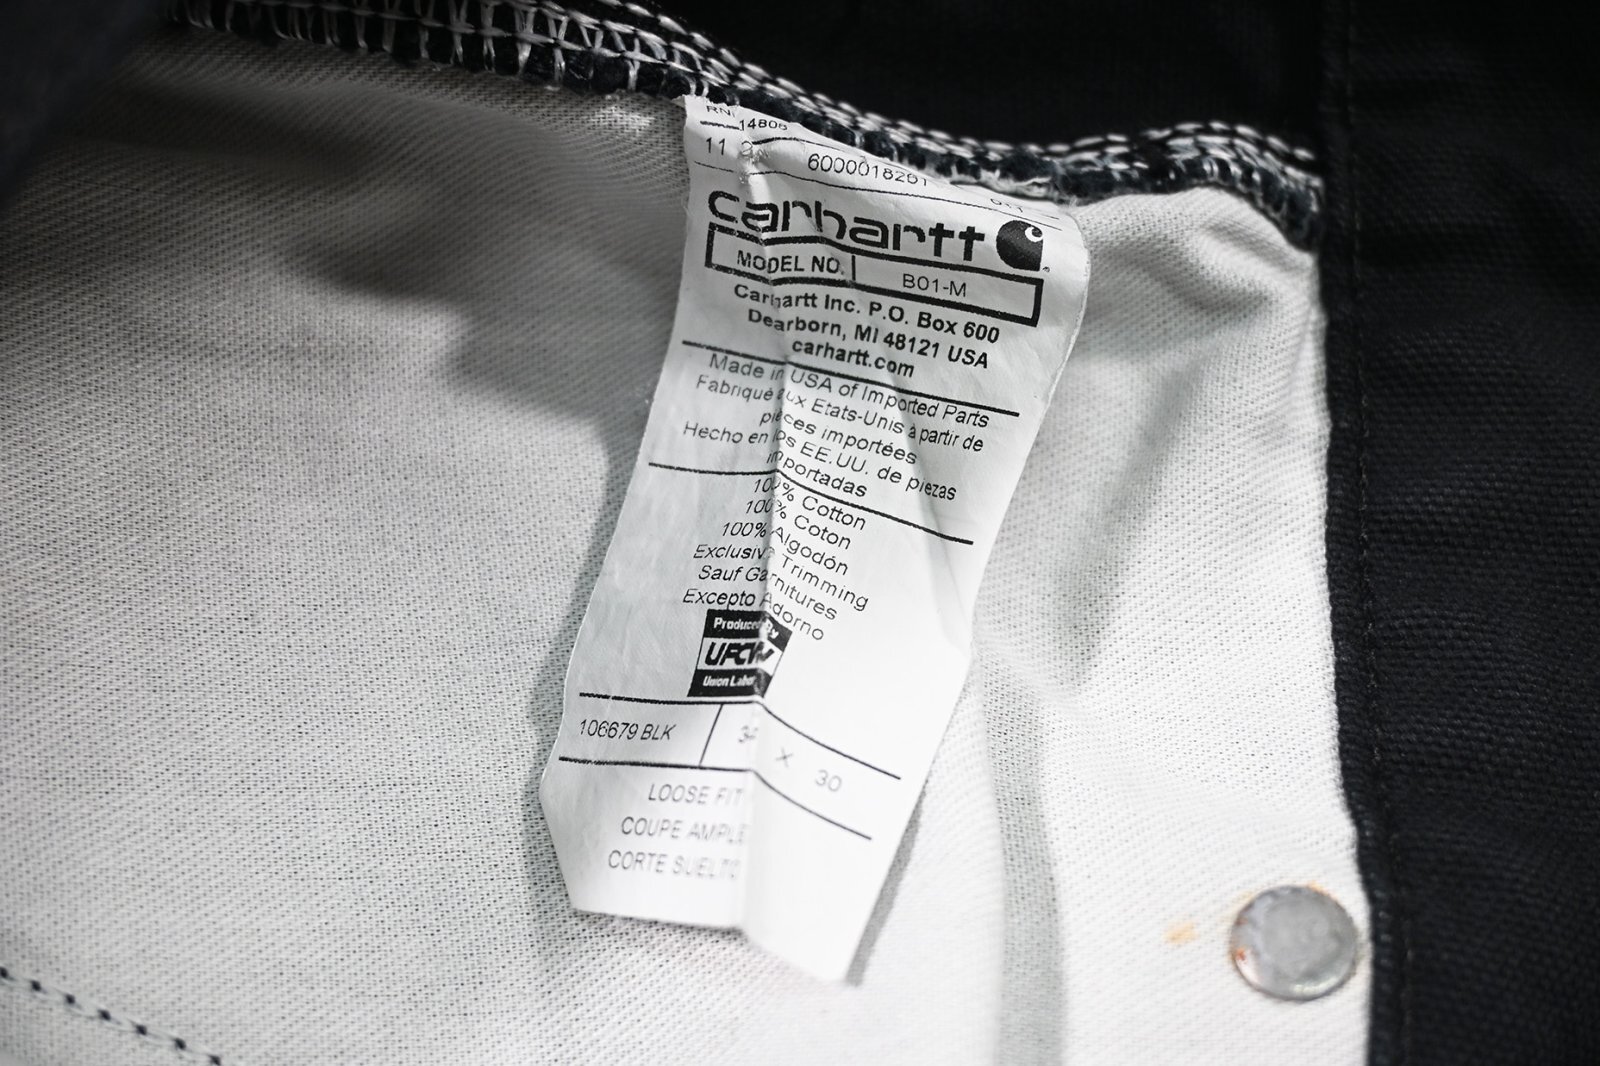 RN 14806
11 6000018261
carhartt
MODEL NO. B01-M
Carhartt Inc. P.O. Box 600
Dearborn, MI 48121 USA
carhartt.com
Made in USA of Imported Parts
Fabriqué aux Etats-Unis a partir de
pieces importées
Hecho en los EE.UU. de piezas
importadas
100% Cotton
100% Coton
100% Algodón
Exclusive Trimming
Sauf Garnitures
Excepto Adorno
Produced By
UFCW
Union Labor
106679 BLK X 30
LOOSE FIT
COUPE AMPLE
CORTE SUELTO